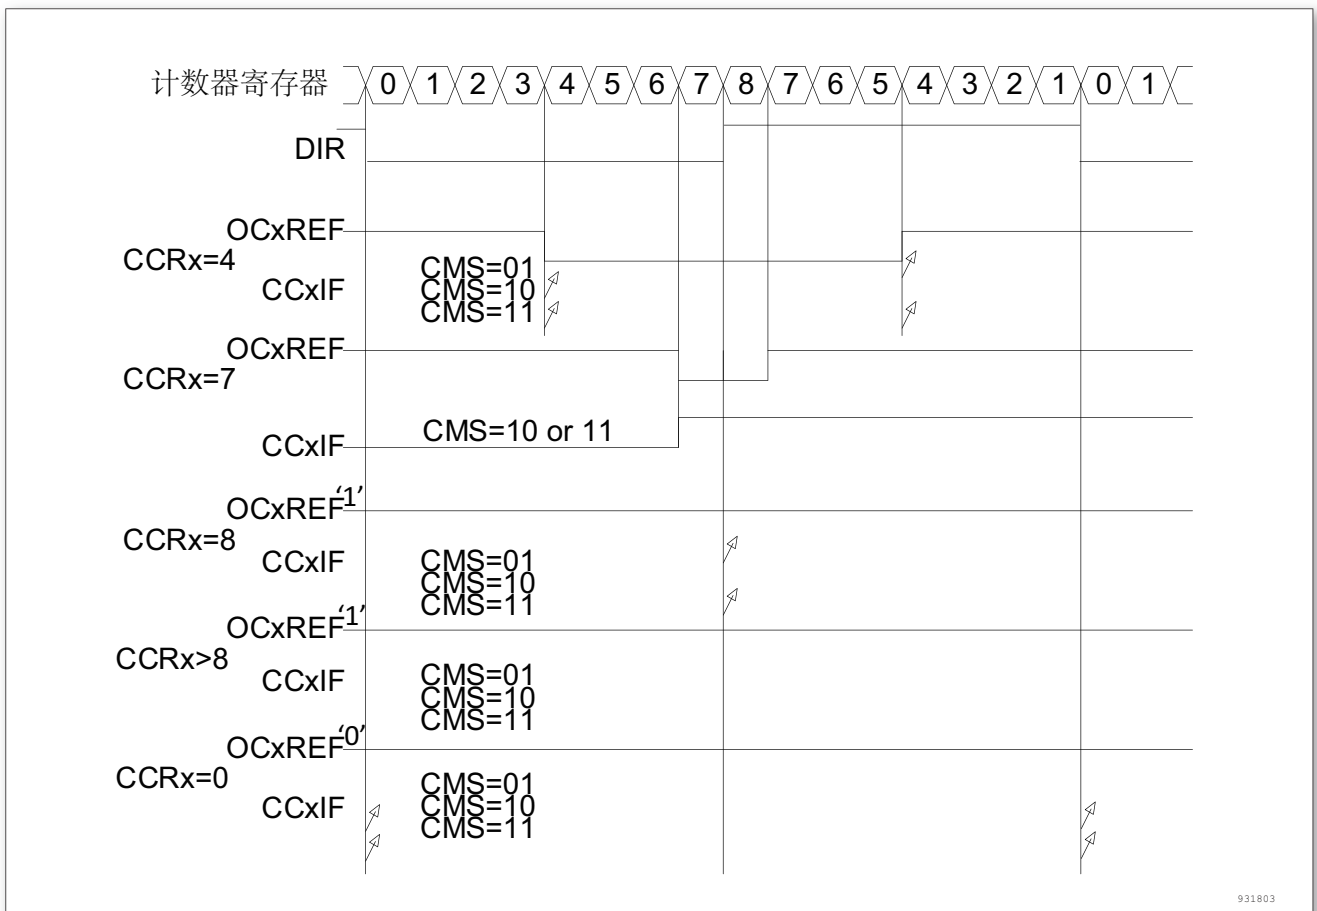 计数器寄存器 0 1 2 3 4 5 6 7 8 7 6 5 4 3 2 1 0 1
DIR
OCxREF
CCRx=4
CCxIF
CMS=01
CMS=10
CMS=11
OCxREF
CCRx=7
CMS=10 or 11
CCxIF
OCxREF '1'
CCRx=8
CCxIF
CMS=01
CMS=10
CMS=11
OCxREF '1'
CCRx>8
CCxIF
CMS=01
CMS=10
CMS=11
OCxREF '0'
CCRx=0
CCxIF
CMS=01
CMS=10
CMS=11
931803